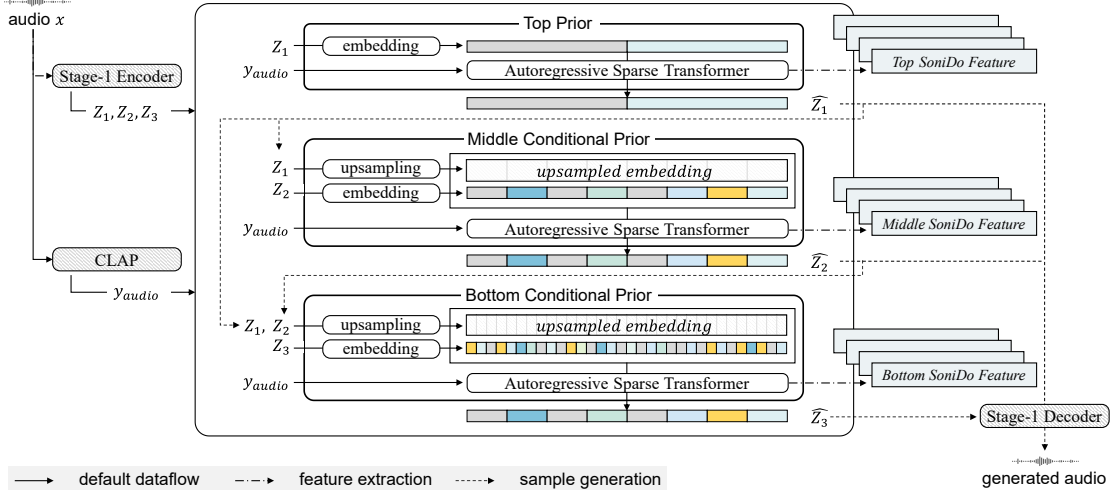 audio x
Stage-1 Encoder
Z₁, Z₂, Z₃
CLAP
y_audio
Top Prior
Z₁ embedding
y_audio Autoregressive Sparse Transformer
Ẑ₁
Top SoniDo Feature
Middle Conditional Prior
Z₁ upsampling upsampled embedding
Z₂ embedding
y_audio Autoregressive Sparse Transformer
Ẑ₂
Middle SoniDo Feature
Bottom Conditional Prior
Z₁, Z₂ upsampling upsampled embedding
Z₃ embedding
y_audio Autoregressive Sparse Transformer
Ẑ₃
Bottom SoniDo Feature
Stage-1 Decoder
generated audio
default dataflow feature extraction sample generation